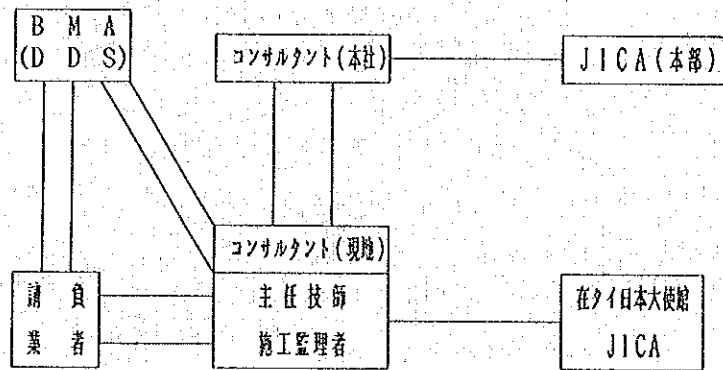 B M A
(D D S)
コンサルタント(本社)
JICA(本部)
コンサルタント(現地)
請 負
業 者
主 任 技 師
施工監理者
在タイ日本大使館
JICA